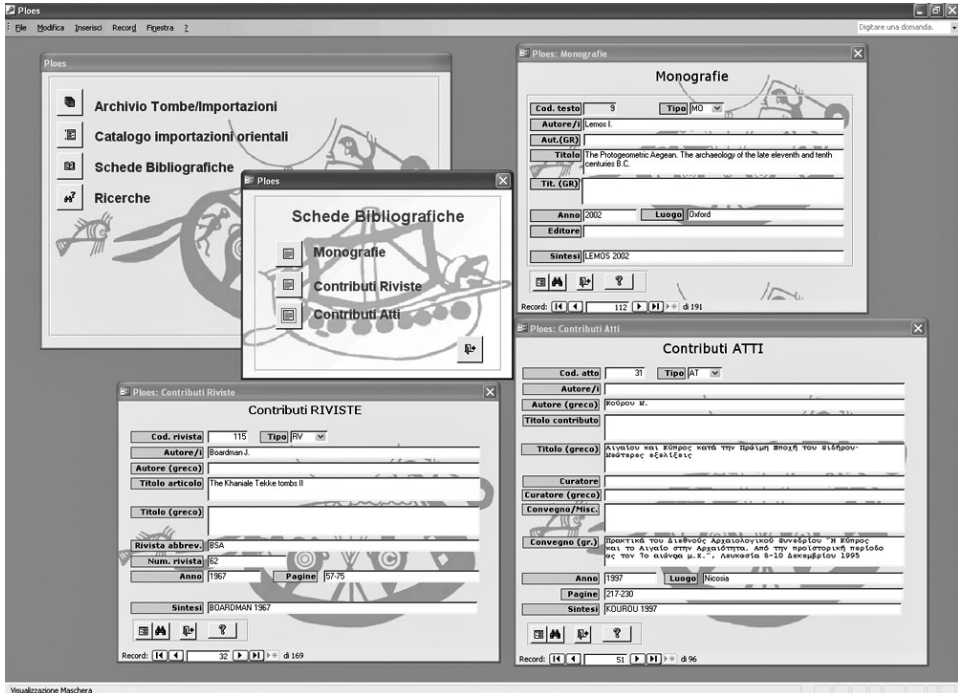 Ploes
File Modifica Inserisci Record Finestra ?
Digitare una domanda.
Ploes
Archivio Tombe/Importazioni
Catalogo importazioni orientali
Schede Bibliografiche
Ricerche
Ploes
Schede Bibliografiche
Monografie
Contributi Riviste
Contributi Atti
Ploes: Monografie
Monografie
Cod. testo 9 Tipo MO
Autore/i Lemos I.
Aut.(GR)
Titolo The Protogeometric Aegean. The archaeology of the late eleventh and tenth
centuries B.C.
Tit. (GR)
Anno 2002 Luogo Oxford
Editore
Sintesi LEMOS 2002
Record: 112 di 191
Ploes: Contributi Riviste
Contributi RIVISTE
Cod. rivista 115 Tipo RV
Autore/i Boardman J.
Autore (greco)
Titolo articolo The Khaniale Tekke tombs II
Titolo (greco)
Rivista abbrev. BSA
Num. rivista 62
Anno 1967 Pagine 57-75
Sintesi BOARDMAN 1967
Record: 32 di 169
Ploes: Contributi Atti
Contributi ATTI
Cod. atto 31 Tipo AT
Autore/i
Autore (greco) Κούρου Ν.
Titolo contributo
Titolo (greco) Αιγαίου και Κύπρος κατά την Πρώιμη Εποχή του Σιδήρου·
Νεότερες εξελίξεις
Curatore
Curatore (greco)
Convegno/Misc.
Convegno (gr.) Πρακτικά του Διεθνούς Αρχαιολογικού Συνεδρίου "Η Κύπρος
και το Αιγαίο στην Αρχαιότητα. Από την προϊστορική περίοδο
ως τον 7ο αιώνα μ.Χ.". Λευκωσία 8-10 Δεκεμβρίου 1995
Anno 1997 Luogo Nicosia
Pagine 217-230
Sintesi KOUROU 1997
Record: 51 di 96
Visualizzazione Maschera